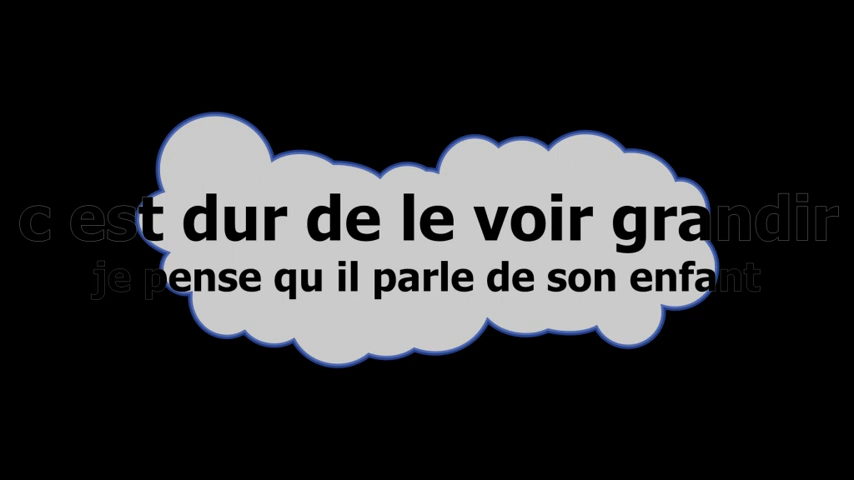 c est dur de le voir grandir
je pense qu il parle de son enfant